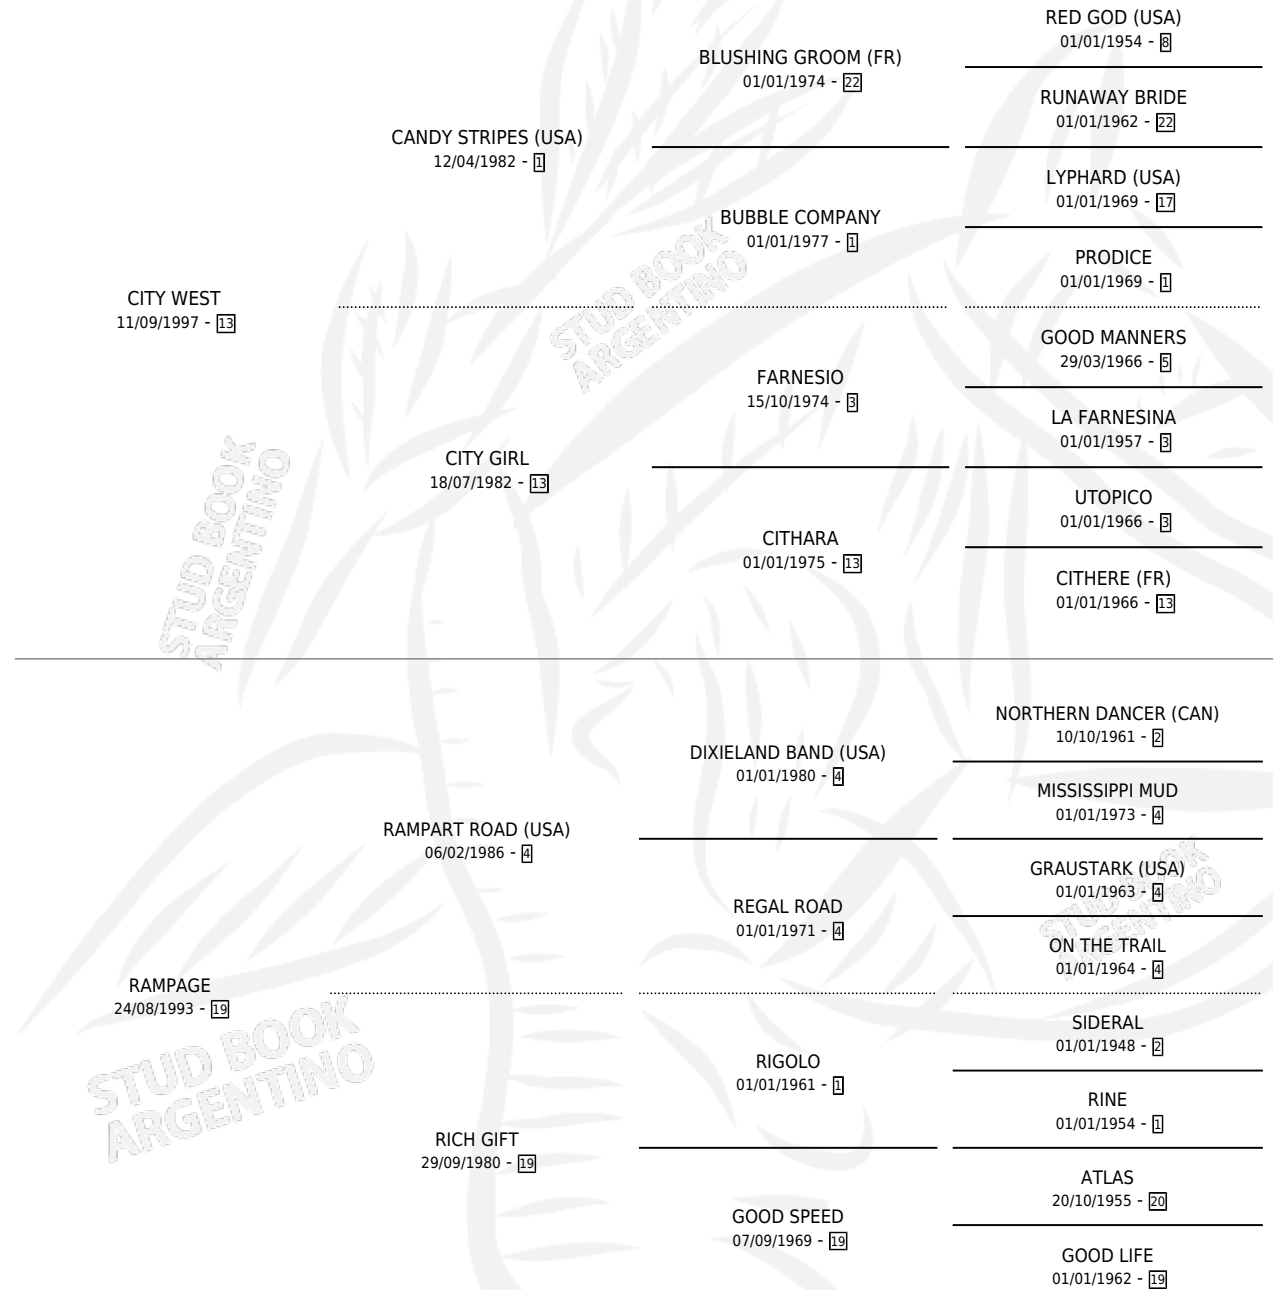 RED GOD (USA)
01/01/1954 - 8
BLUSHING GROOM (FR)
01/01/1974 - 22
RUNAWAY BRIDE
01/01/1962 - 22
CANDY STRIPES (USA)
12/04/1982 - 1
LYPHARD (USA)
01/01/1969 - 17
BUBBLE COMPANY
01/01/1977 - 1
PRODICE
01/01/1969 - 1
CITY WEST
11/09/1997 - 13
STUD BOOK
ARGENTINO
GOOD MANNERS
29/03/1966 - 5
FARNESIO
15/10/1974 - 3
LA FARNESINA
01/01/1957 - 3
CITY GIRL
18/07/1982 - 13
UTOPICO
01/01/1966 - 3
CITHARA
01/01/1975 - 13
CITHERE (FR)
01/01/1966 - 13
STUD BOOK
ARGENTINO
NORTHERN DANCER (CAN)
10/10/1961 - 2
DIXIELAND BAND (USA)
01/01/1980 - 4
MISSISSIPPI MUD
01/01/1973 - 4
RAMPART ROAD (USA)
06/02/1986 - 4
GRAUSTARK (USA)
01/01/1963 - 4
REGAL ROAD
01/01/1971 - 4
STUD BOOK
ARGENTINO
ON THE TRAIL
01/01/1964 - 4
RAMPAGE
24/08/1993 - 19
STUD BOOK
ARGENTINO
SIDERAL
01/01/1948 - 2
RIGOLO
01/01/1961 - 1
RINE
01/01/1954 - 1
RICH GIFT
29/09/1980 - 19
ATLAS
20/10/1955 - 20
GOOD SPEED
07/09/1969 - 19
GOOD LIFE
01/01/1962 - 19